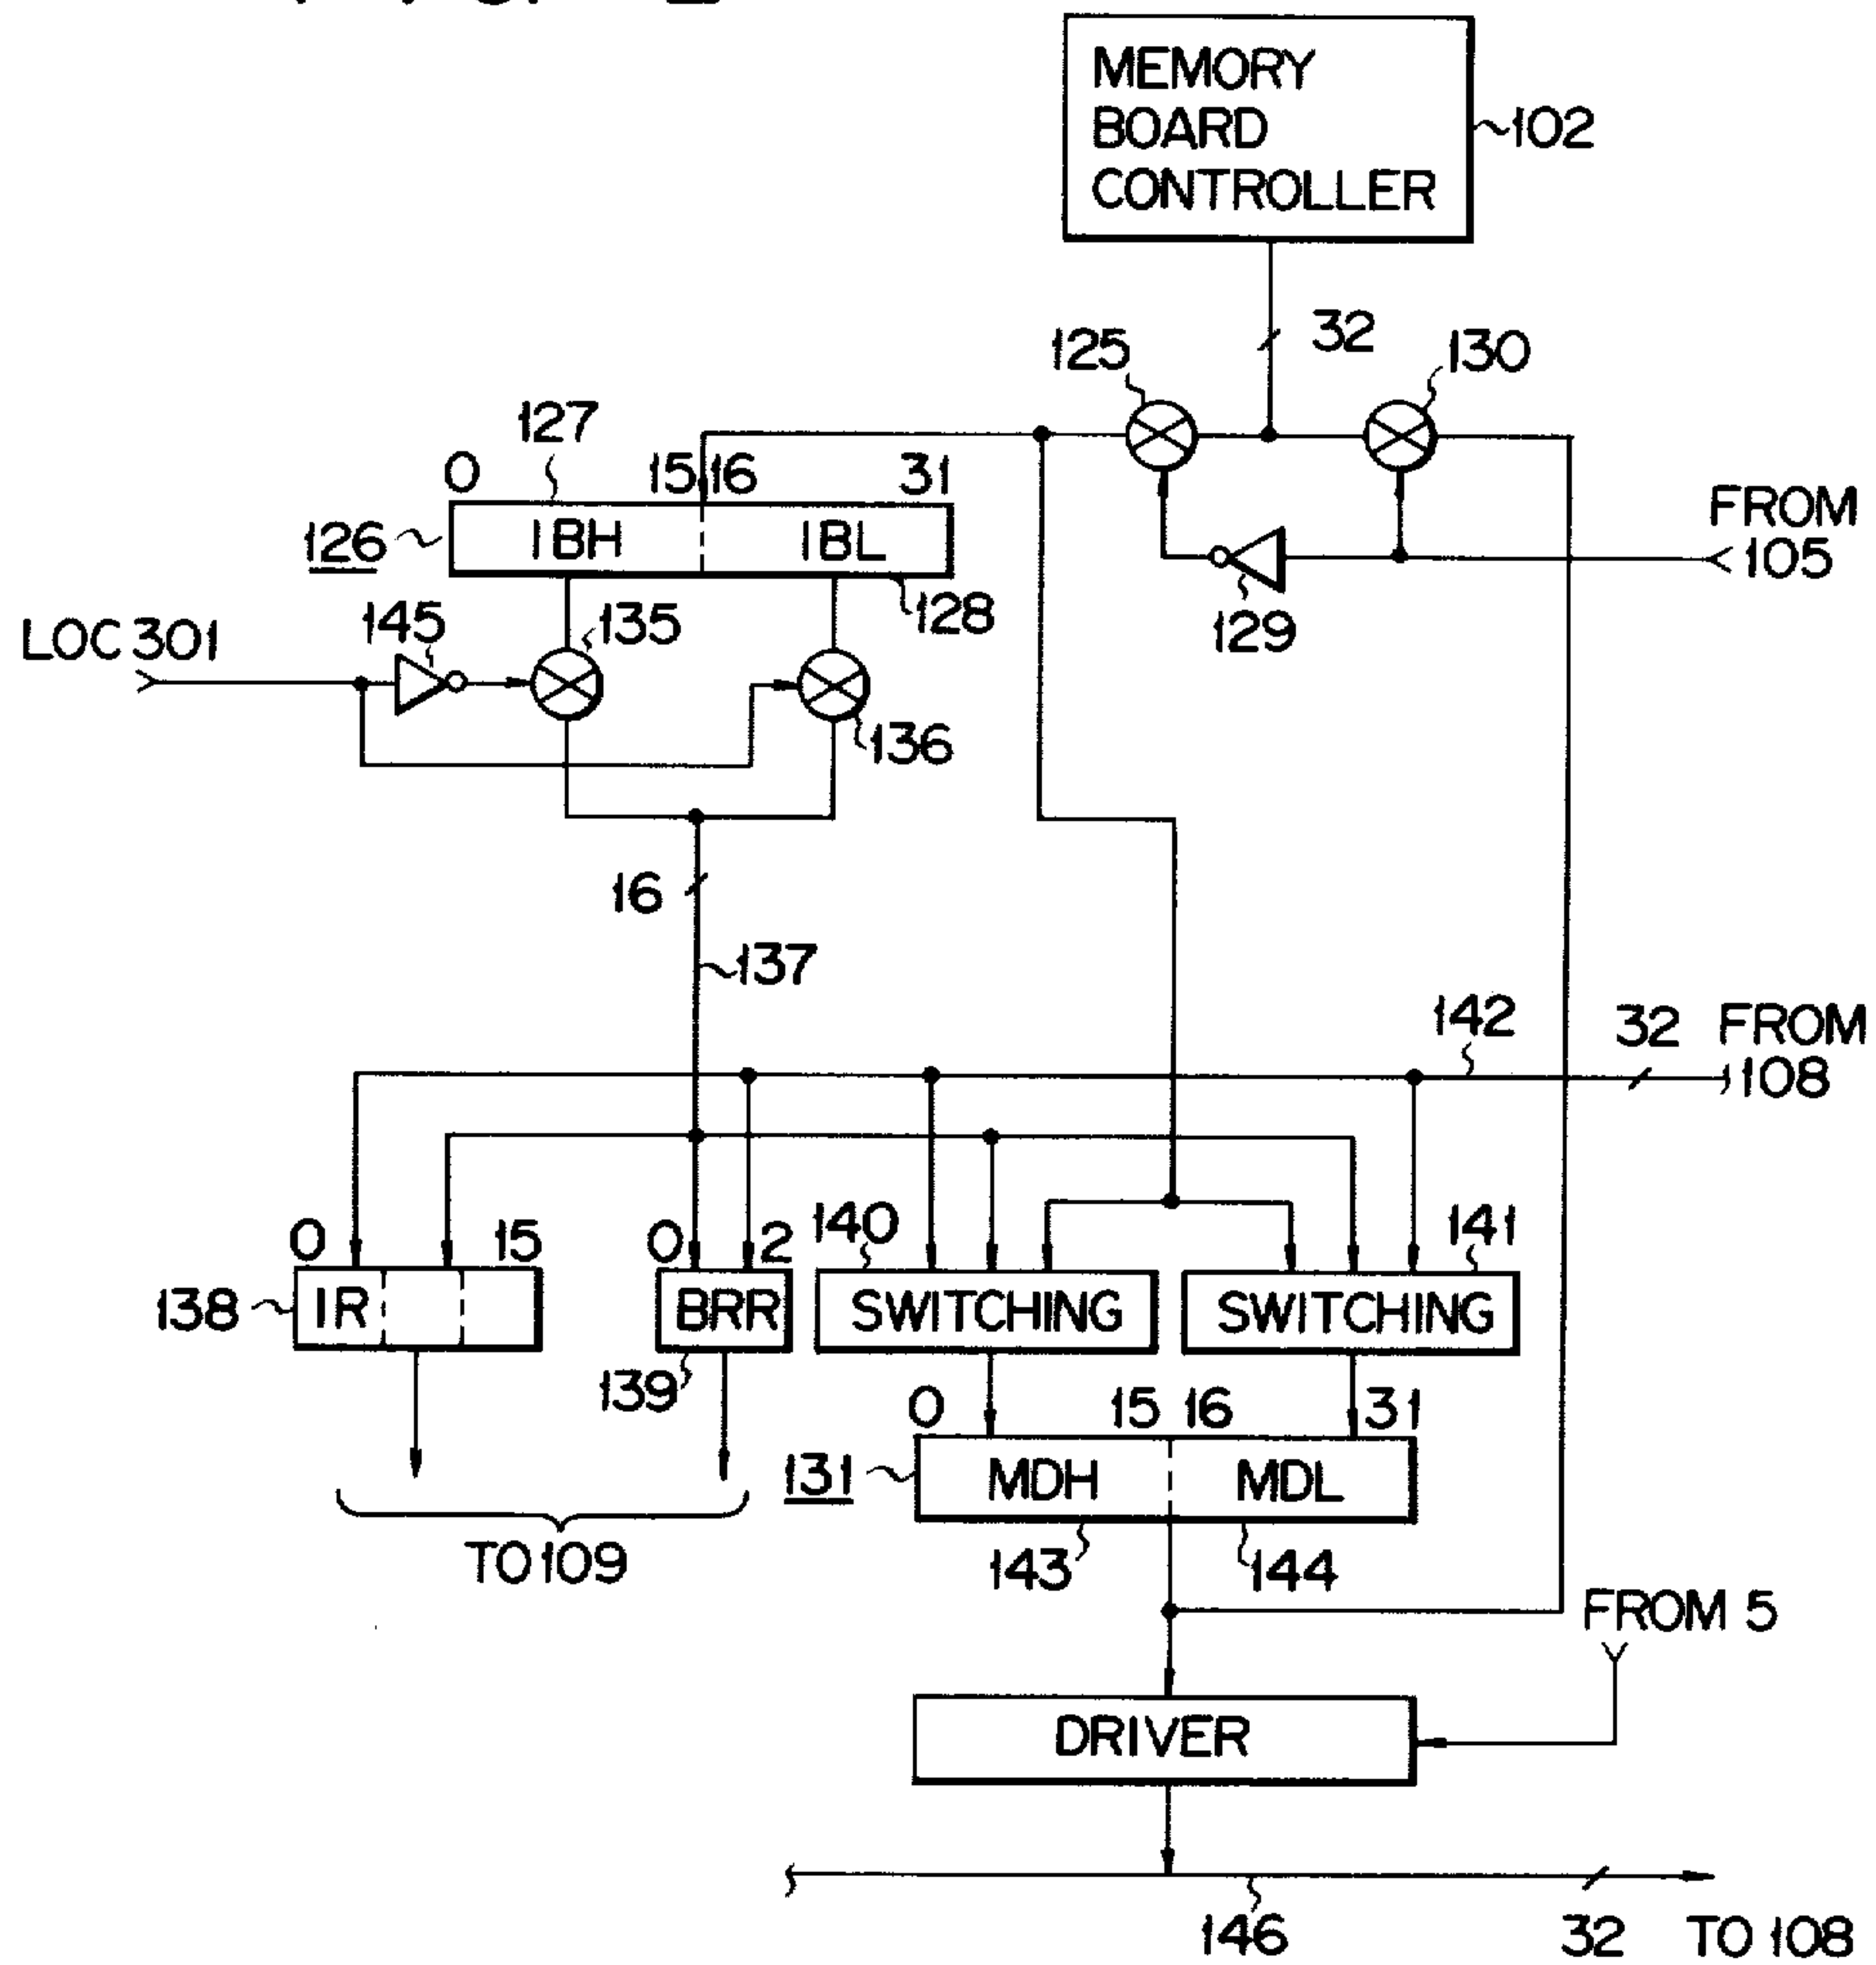 MEMORY
BOARD
CONTROLLER
102
32
125
130
127
0
15
16
31
FROM
105
126
IBH
IBL
128
129
LOC 301
145
135
136
16
137
142
32
FROM
108
0
15
0
2
140
141
138
IR
BRR
SWITCHING
SWITCHING
139
0
15
16
31
131
MDH
MDL
TO 109
143
144
FROM 5
DRIVER
146
32
TO 108